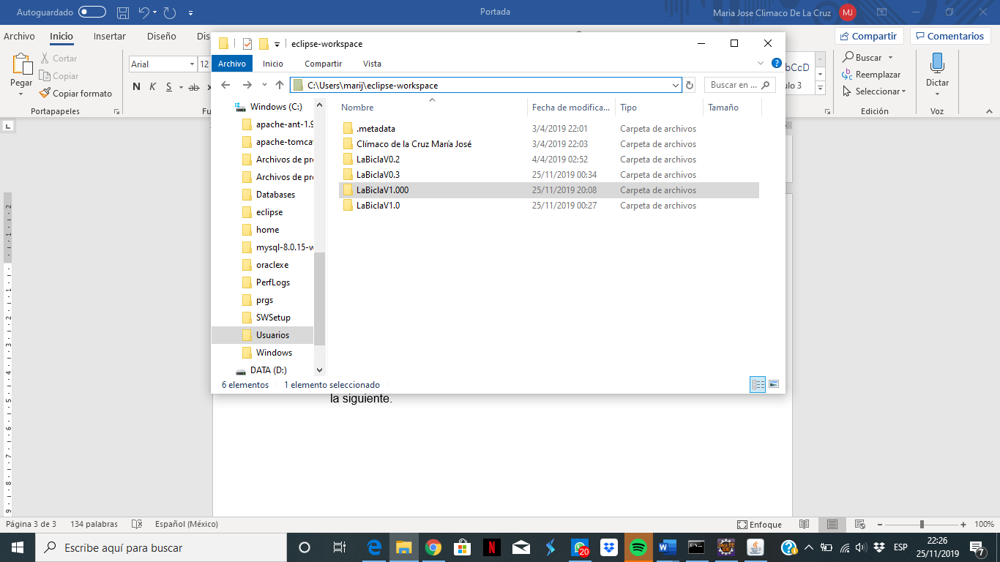 Autoguardado
Portada
Maria Jose Climaco De La Cruz
MJ
Archivo
Inicio
Insertar
Diseño
Dis
Compartir
Comentarios
Pegar
Cortar
Copiar
Copiar formato
Portapapeles
Arial
12
N K S ab x
Fu
bCcD
ulo 3
Buscar
Reemplazar
Seleccionar
Edición
Dictar
Voz
eclipse-workspace
Archivo
Inicio
Compartir
Vista
C:\Users\marij\eclipse-workspace
Buscar en ...
Windows (C:)
apache-ant-1.9
apache-tomca
Archivos de pro
Archivos de pro
Databases
eclipse
home
mysql-8.0.15-w
oraclexe
PerfLogs
prgs
SWSetup
Usuarios
Windows
DATA (D:)
Nombre Fecha de modifica... Tipo Tamaño
.metadata 3/4/2019 22:01 Carpeta de archivos
Clímaco de la Cruz María José 3/4/2019 22:03 Carpeta de archivos
LaBiclaV0.2 4/4/2019 02:52 Carpeta de archivos
LaBiclaV0.3 25/11/2019 00:34 Carpeta de archivos
LaBiclaV1.000 25/11/2019 20:08 Carpeta de archivos
LaBiclaV1.0 25/11/2019 00:27 Carpeta de archivos
6 elementos 1 elemento seleccionado
la siguiente.
Página 3 de 3 134 palabras Español (México)
Enfoque
100%
Escribe aquí para buscar
20
ESP
22:26
25/11/2019
7